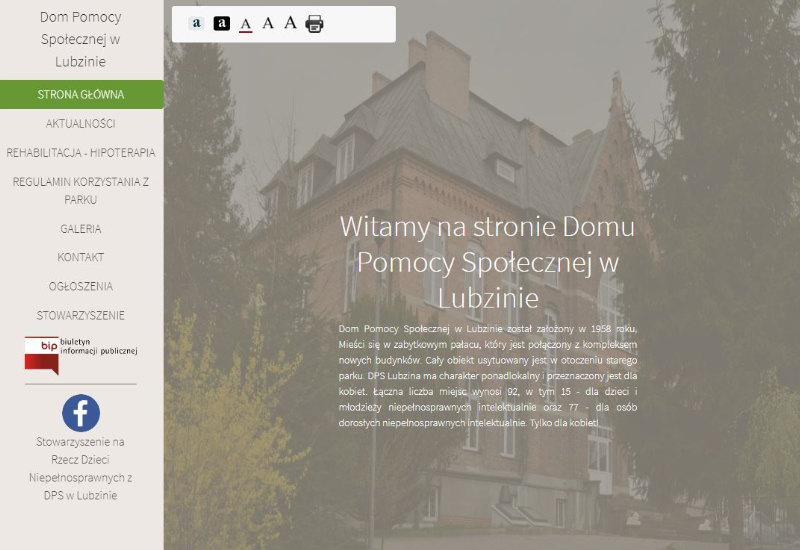 Dom Pomocy
Społecznej w
Lubzinie
STRONA GŁÓWNA
AKTUALNOŚCI
REHABILITACJA - HIPOTERAPIA
REGULAMIN KORZYSTANIA Z
PARKU
GALERIA
KONTAKT
OGŁOSZENIA
STOWARZYSZENIE
bip biuletyn
informacji publicznej
Stowarzyszenie na
Rzecz Dzieci
Niepełnosprawnych z
DPS w Lubzinie
a a A A A
Witamy na stronie Domu
Pomocy Społecznej w
Lubzinie
Dom Pomocy Społecznej w Lubzinie został założony w 1958 roku,
Mieści się w zabytkowym pałacu, który jest połączony z kompleksem
nowych budynków. Cały obiekt usytuowany jest w otoczeniu starego
parku. DPS Lubzina ma charakter ponadlokalny i przeznaczony jest dla
kobiet. Łączna liczba miejsc wynosi 92, w tym 15 - dla dzieci i
młodzieży niepełnosprawnych intelektualnie oraz 77 - dla osób
dorosłych niepełnosprawnych intelektualnie. Tylko dla kobiet!